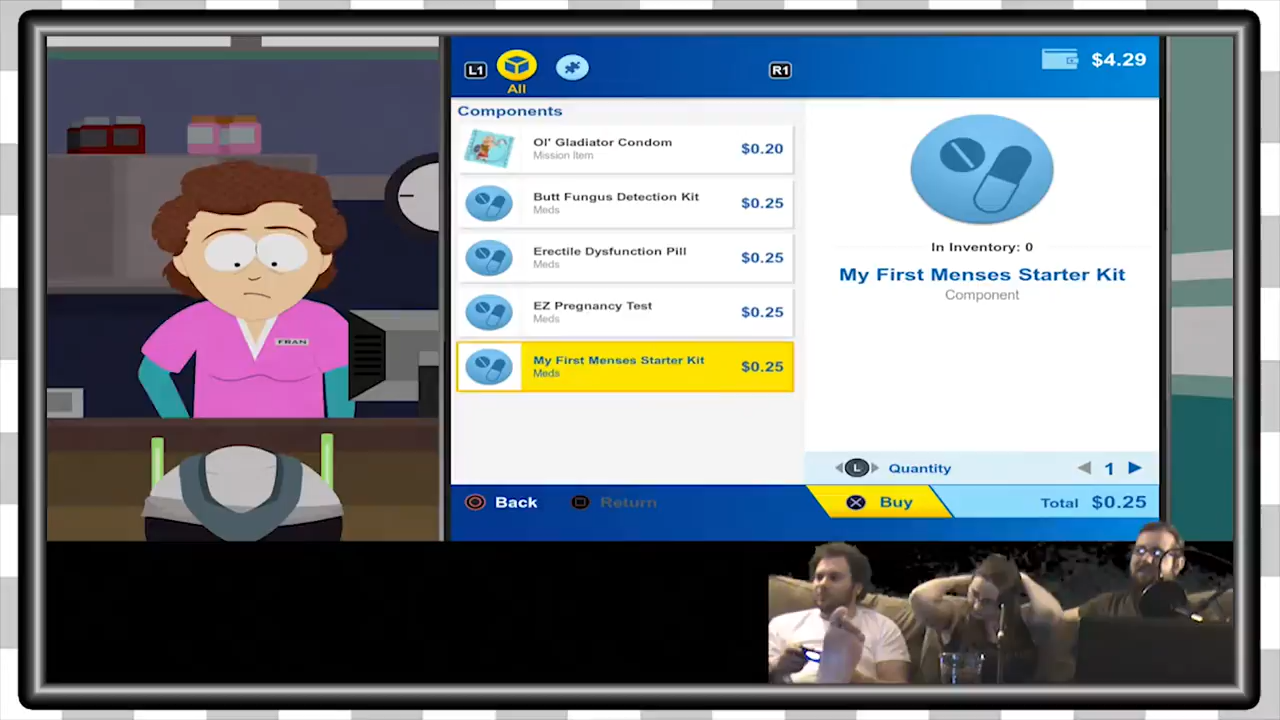 L1
All
R1
$4.29
Components
Ol' Gladiator Condom
Mission Item
$0.20
Butt Fungus Detection Kit
Meds
$0.25
Erectile Dysfunction Pill
Meds
$0.25
EZ Pregnancy Test
Meds
$0.25
My First Menses Starter Kit
Meds
$0.25
In Inventory: 0
My First Menses Starter Kit
Component
L Quantity 1
Back Return Buy Total $0.25
FRAN